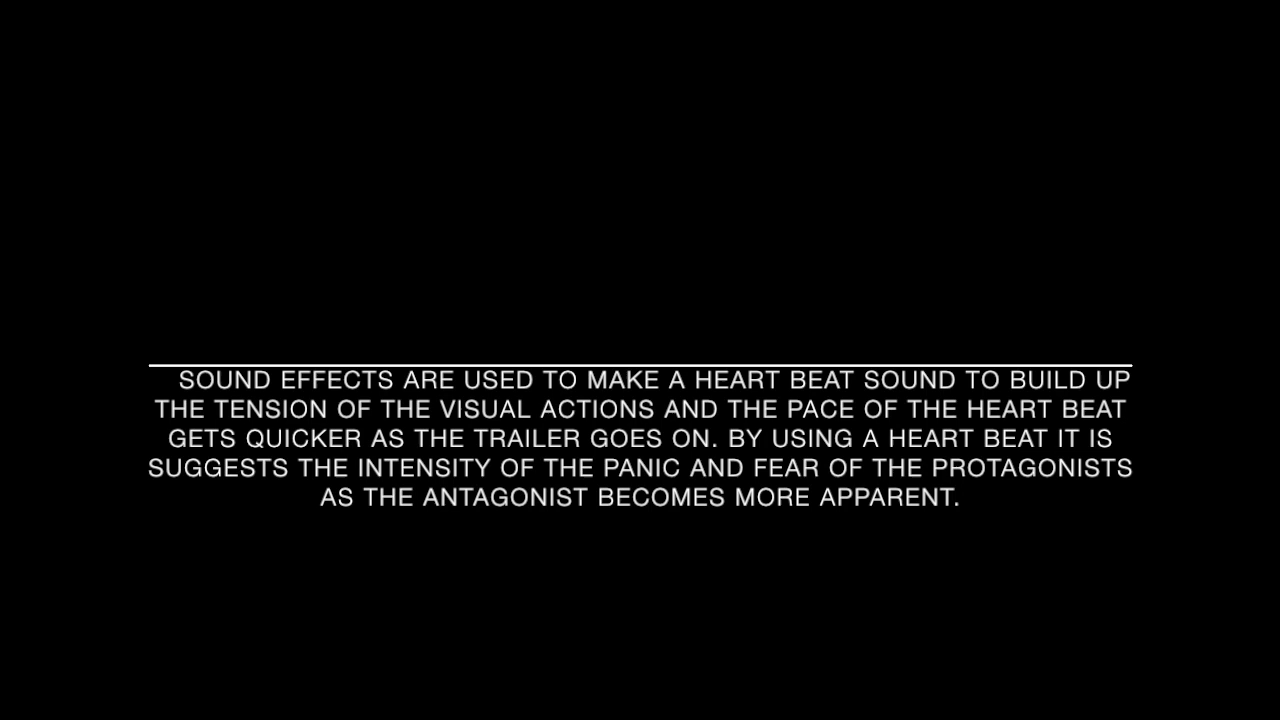 SOUND EFFECTS ARE USED TO MAKE A HEART BEAT SOUND TO BUILD UP
THE TENSION OF THE VISUAL ACTIONS AND THE PACE OF THE HEART BEAT
GETS QUICKER AS THE TRAILER GOES ON. BY USING A HEART BEAT IT IS
SUGGESTS THE INTENSITY OF THE PANIC AND FEAR OF THE PROTAGONISTS
AS THE ANTAGONIST BECOMES MORE APPARENT.